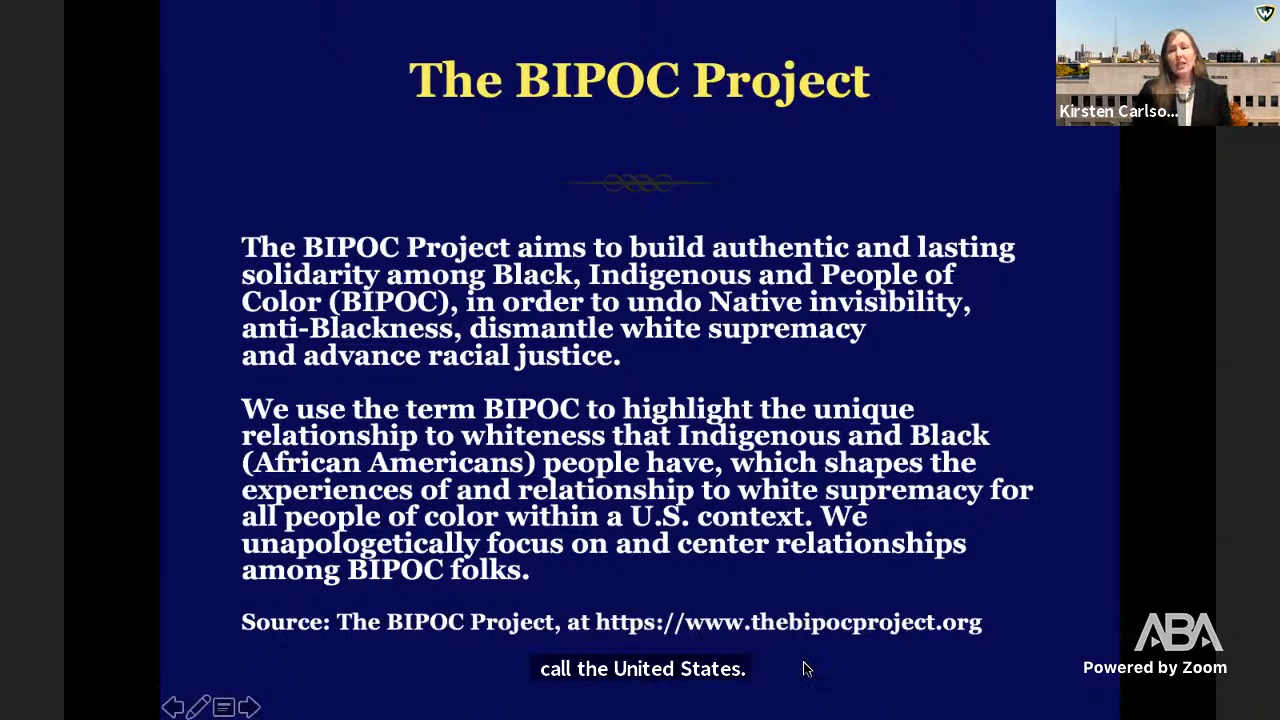 The BIPOC Project
Kirsten Carlso...
The BIPOC Project aims to build authentic and lasting
solidarity among Black, Indigenous and People of
Color (BIPOC), in order to undo Native invisibility,
anti-Blackness, dismantle white supremacy
and advance racial justice.
We use the term BIPOC to highlight the unique
relationship to whiteness that Indigenous and Black
(African Americans) people have, which shapes the
experiences of and relationship to white supremacy for
all people of color within a U.S. context. We
unapologetically focus on and center relationships
among BIPOC folks.
Source: The BIPOC Project, at https://www.thebipocproject.org
ABA
Powered by Zoom
call the United States.